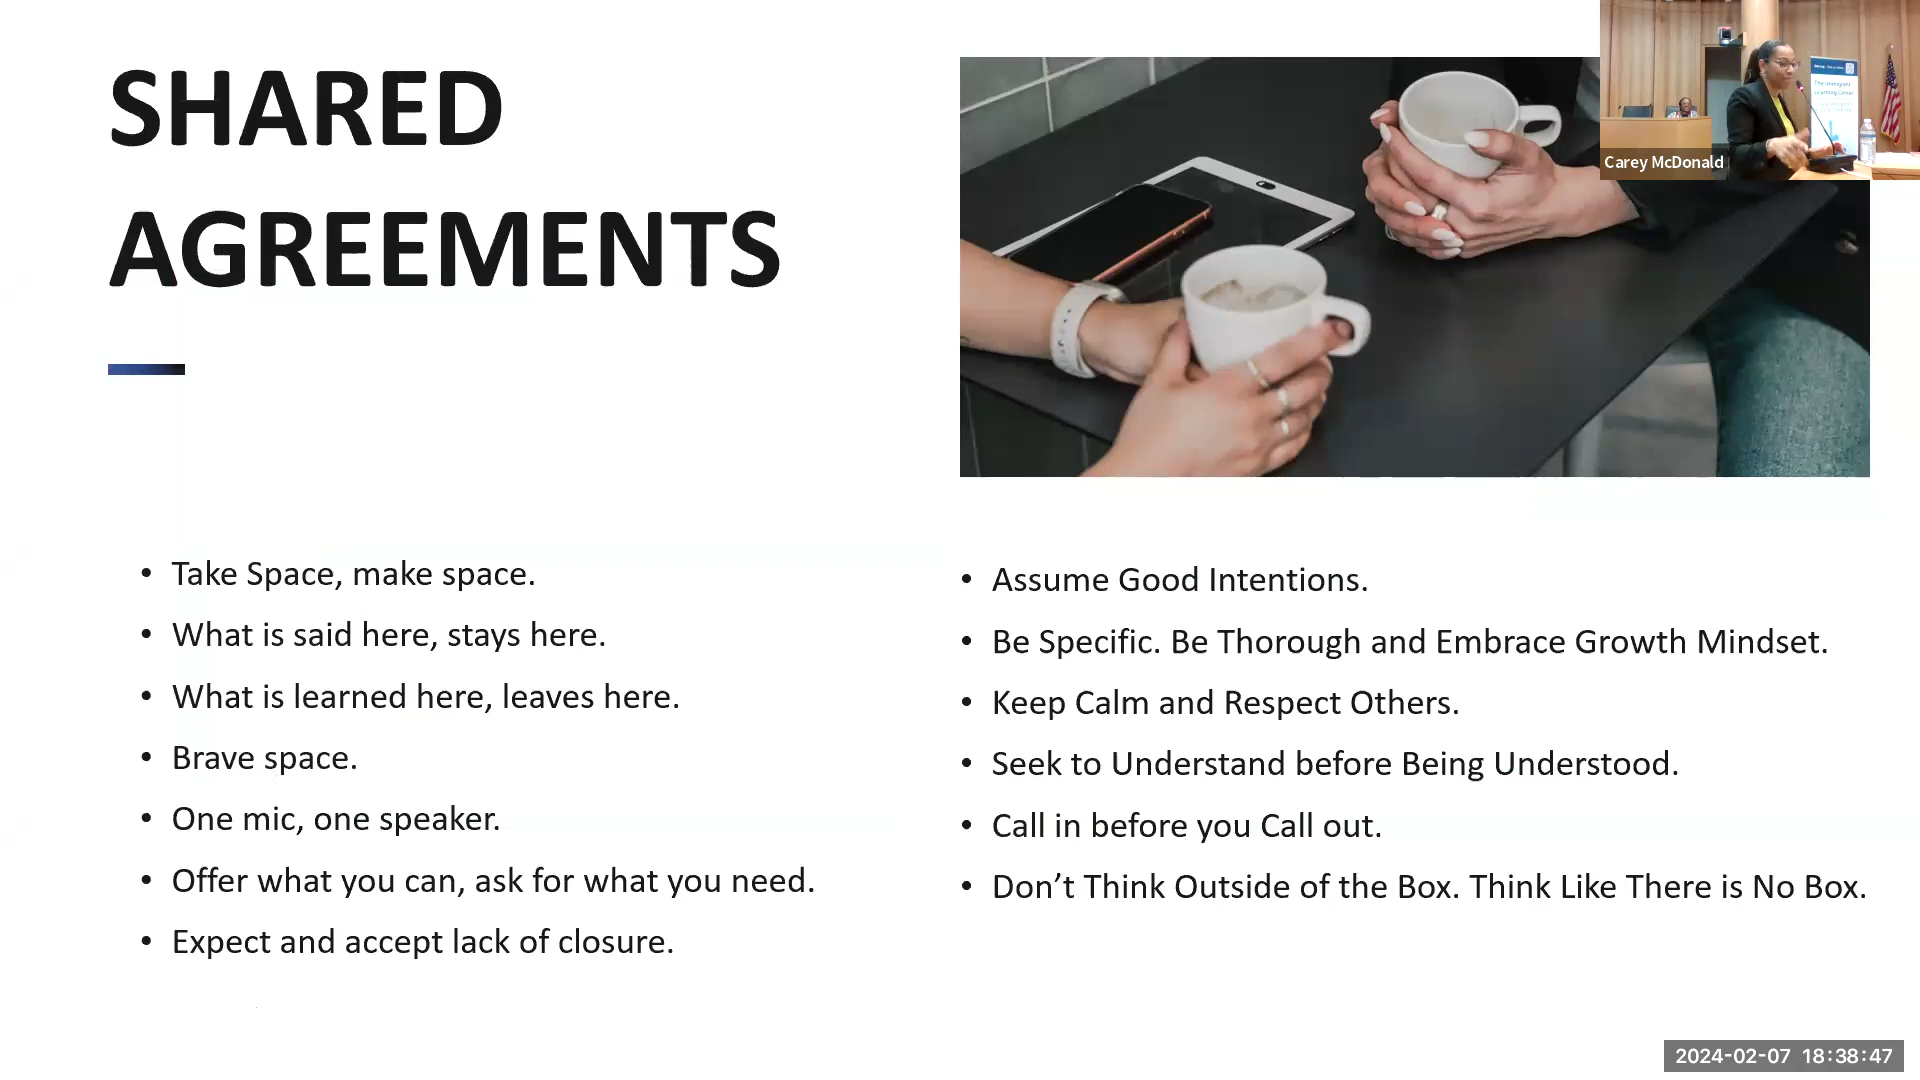 SHARED
AGREEMENTS
Carey McDonald
• Take Space, make space.
• What is said here, stays here.
• What is learned here, leaves here.
• Brave space.
• One mic, one speaker.
• Offer what you can, ask for what you need.
• Expect and accept lack of closure.
• Assume Good Intentions.
• Be Specific. Be Thorough and Embrace Growth Mindset.
• Keep Calm and Respect Others.
• Seek to Understand before Being Understood.
• Call in before you Call out.
• Don’t Think Outside of the Box. Think Like There is No Box.
2024-02-07 18:38:47